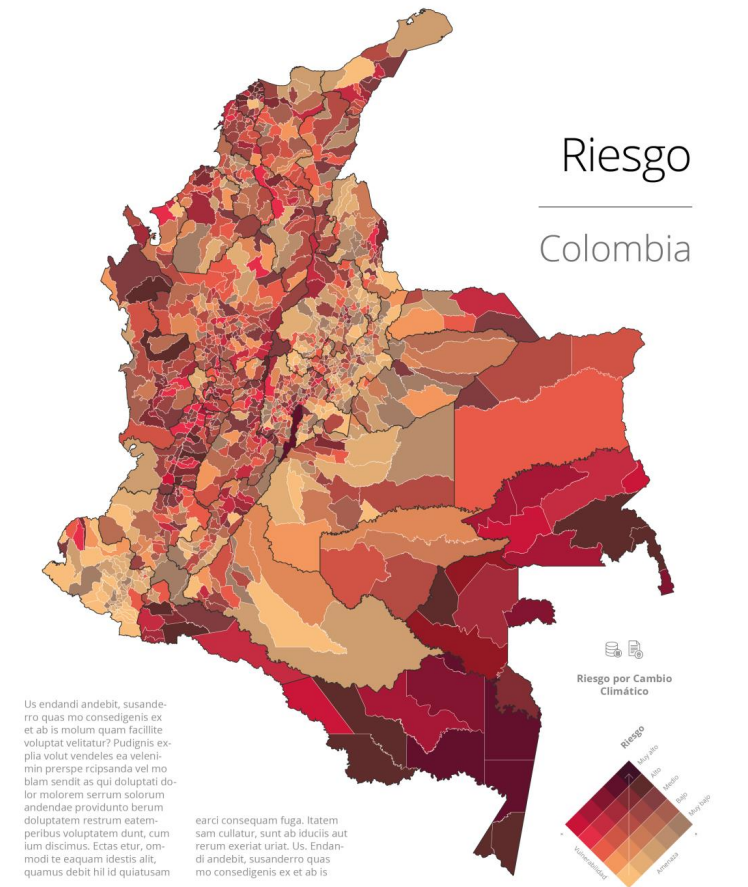 Riesgo
Colombia
Riesgo por Cambio
Climático
Riesgo
Muy alto
Alto
Medio
Bajo
Muy bajo
Vulnerabilidad
Amenaza
Us endandi andebit, susande-
rro quas mo consedigenis ex
et ab is molum quam facillite
voluptat velitatur? Pudignis ex-
plia volut vendeles ea veleni-
min prerspe rcipsanda vel mo
blam sendit as qui doluptati do-
lor molorem serrum solorum
andendae providunto berum
doluptatem restrum eatem-
peribus voluptatem dunt, cum
ium discimus. Ectas etur, om-
modi te eaquam idestis alit,
quamus debit hil id quiatusam
earci consequam fuga. Itatem
sam cullatur, sunt ab iduciis aut
rerum exeriat uriat. Us. Endan-
di andebit, susanderro quas
mo consedigenis ex et ab is